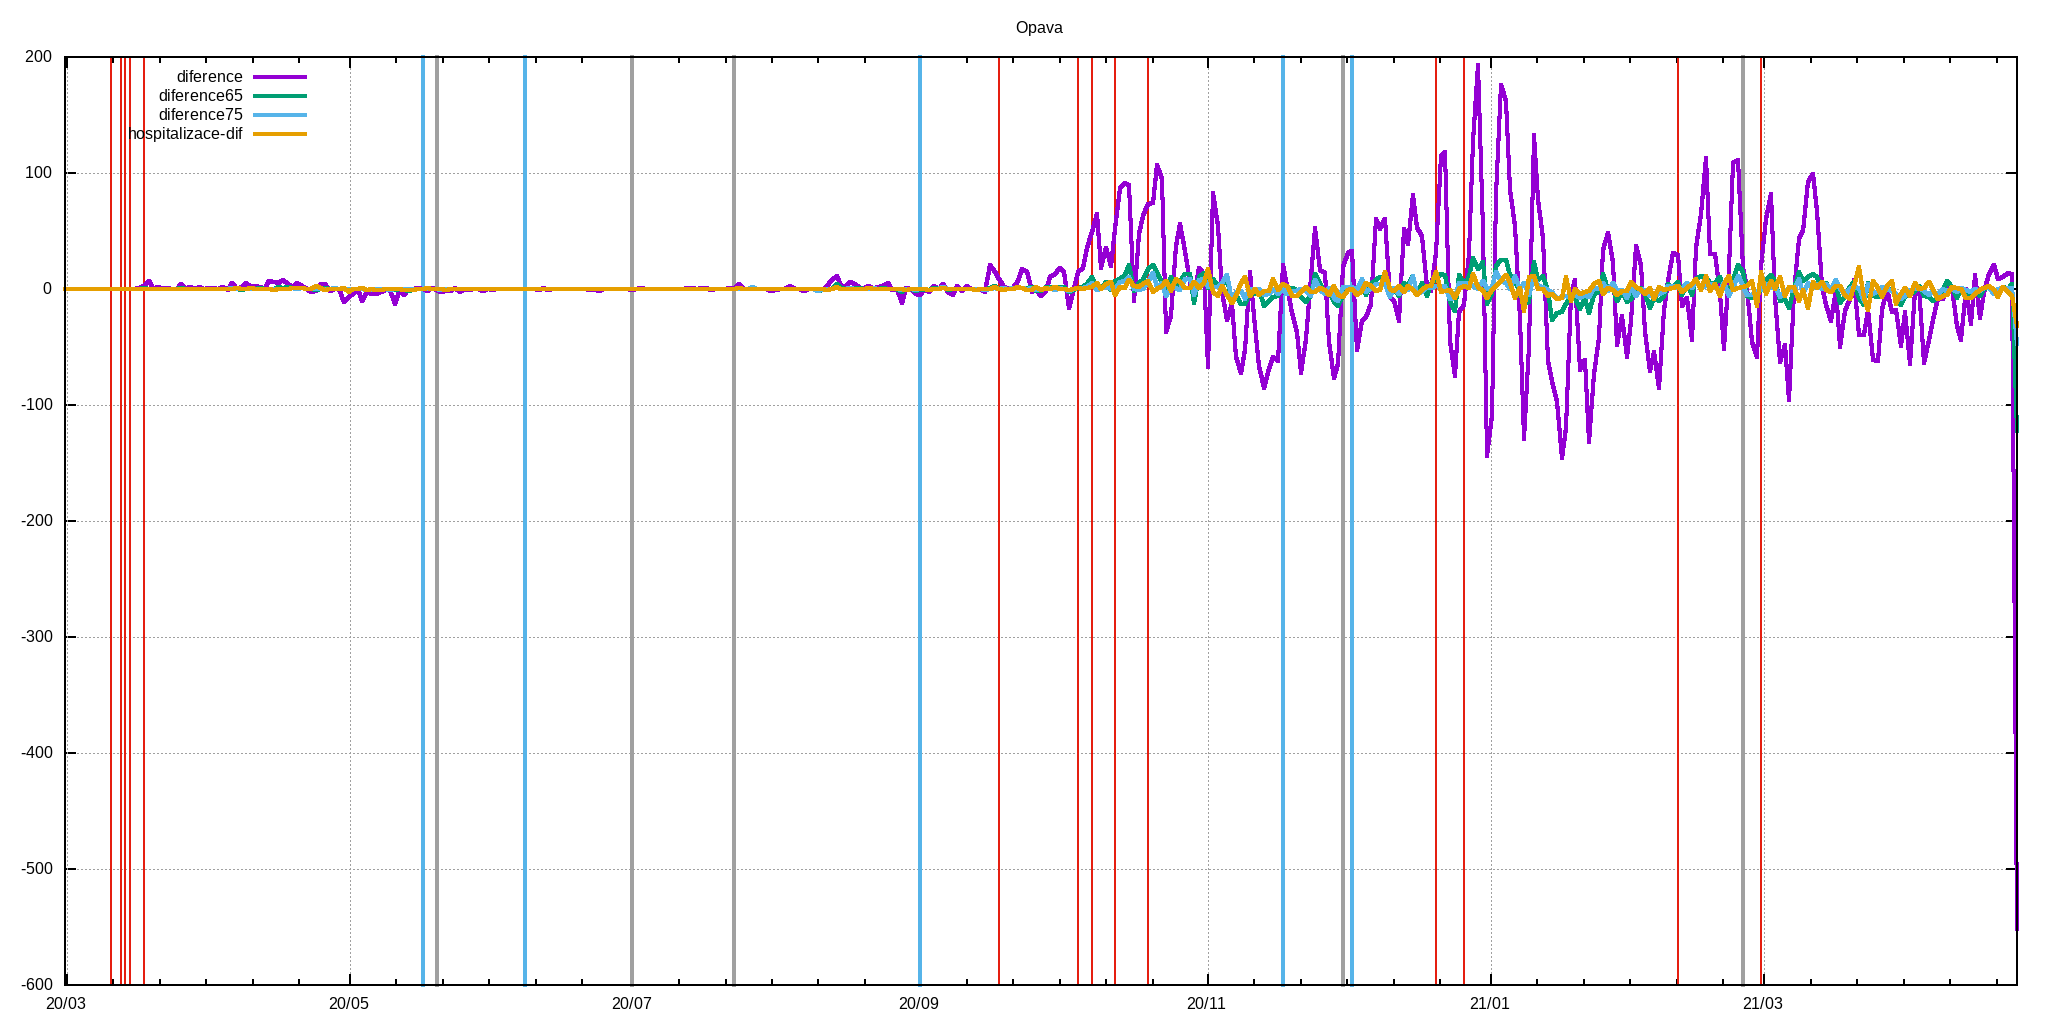 Opava
200
diference
diference65
diference75
hospitalizace-dif
100
0
-100
-200
-300
-400
-500
-600
20/03 20/05 20/07 20/09 20/11 21/01 21/03